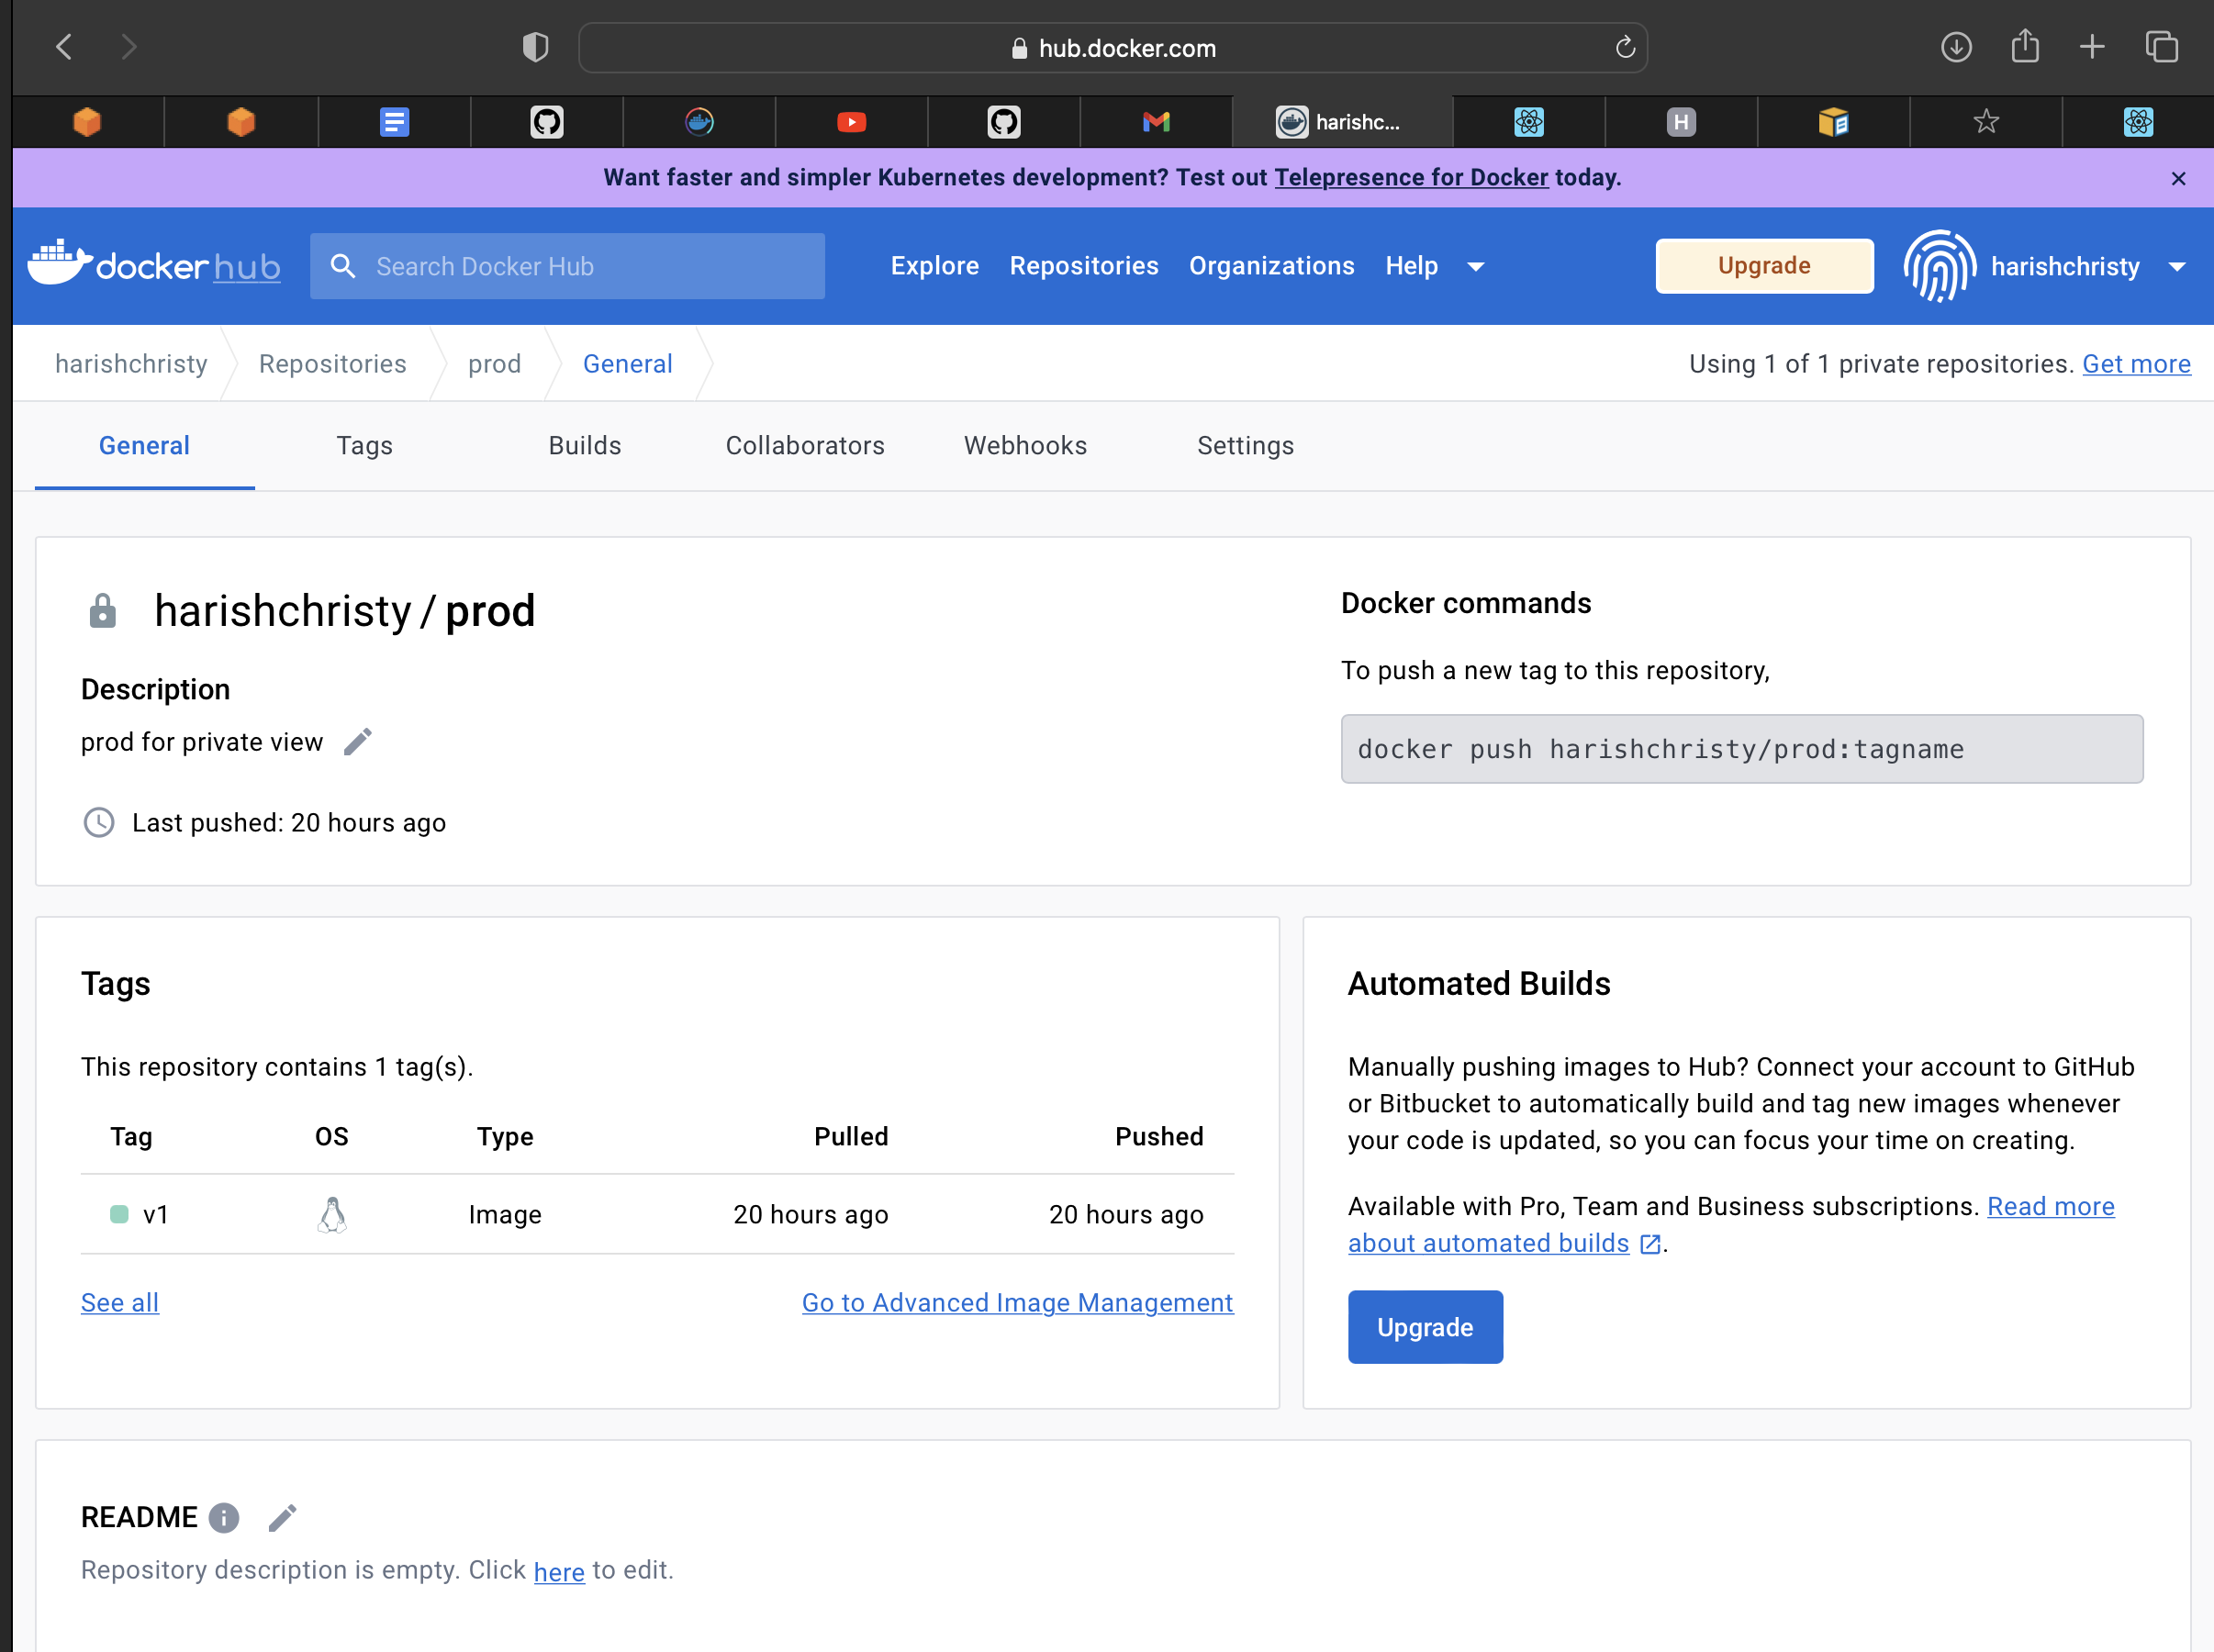 hub.docker.com
harishc...
H
Want faster and simpler Kubernetes development? Test out Telepresence for Docker today.
dockerhub
Search Docker Hub
Explore
Repositories
Organizations
Help
Upgrade
harishchristy
harishchristy
Repositories
prod
General
Using 1 of 1 private repositories. Get more
General
Tags
Builds
Collaborators
Webhooks
Settings
harishchristy / prod
Description
prod for private view
Last pushed: 20 hours ago
Docker commands
To push a new tag to this repository,
docker push harishchristy/prod:tagname
Tags
This repository contains 1 tag(s).
Tag OS Type Pulled Pushed
v1 Image 20 hours ago 20 hours ago
See all
Go to Advanced Image Management
Automated Builds
Manually pushing images to Hub? Connect your account to GitHub
or Bitbucket to automatically build and tag new images whenever
your code is updated, so you can focus your time on creating.
Available with Pro, Team and Business subscriptions. Read more
about automated builds.
Upgrade
README
Repository description is empty. Click here to edit.